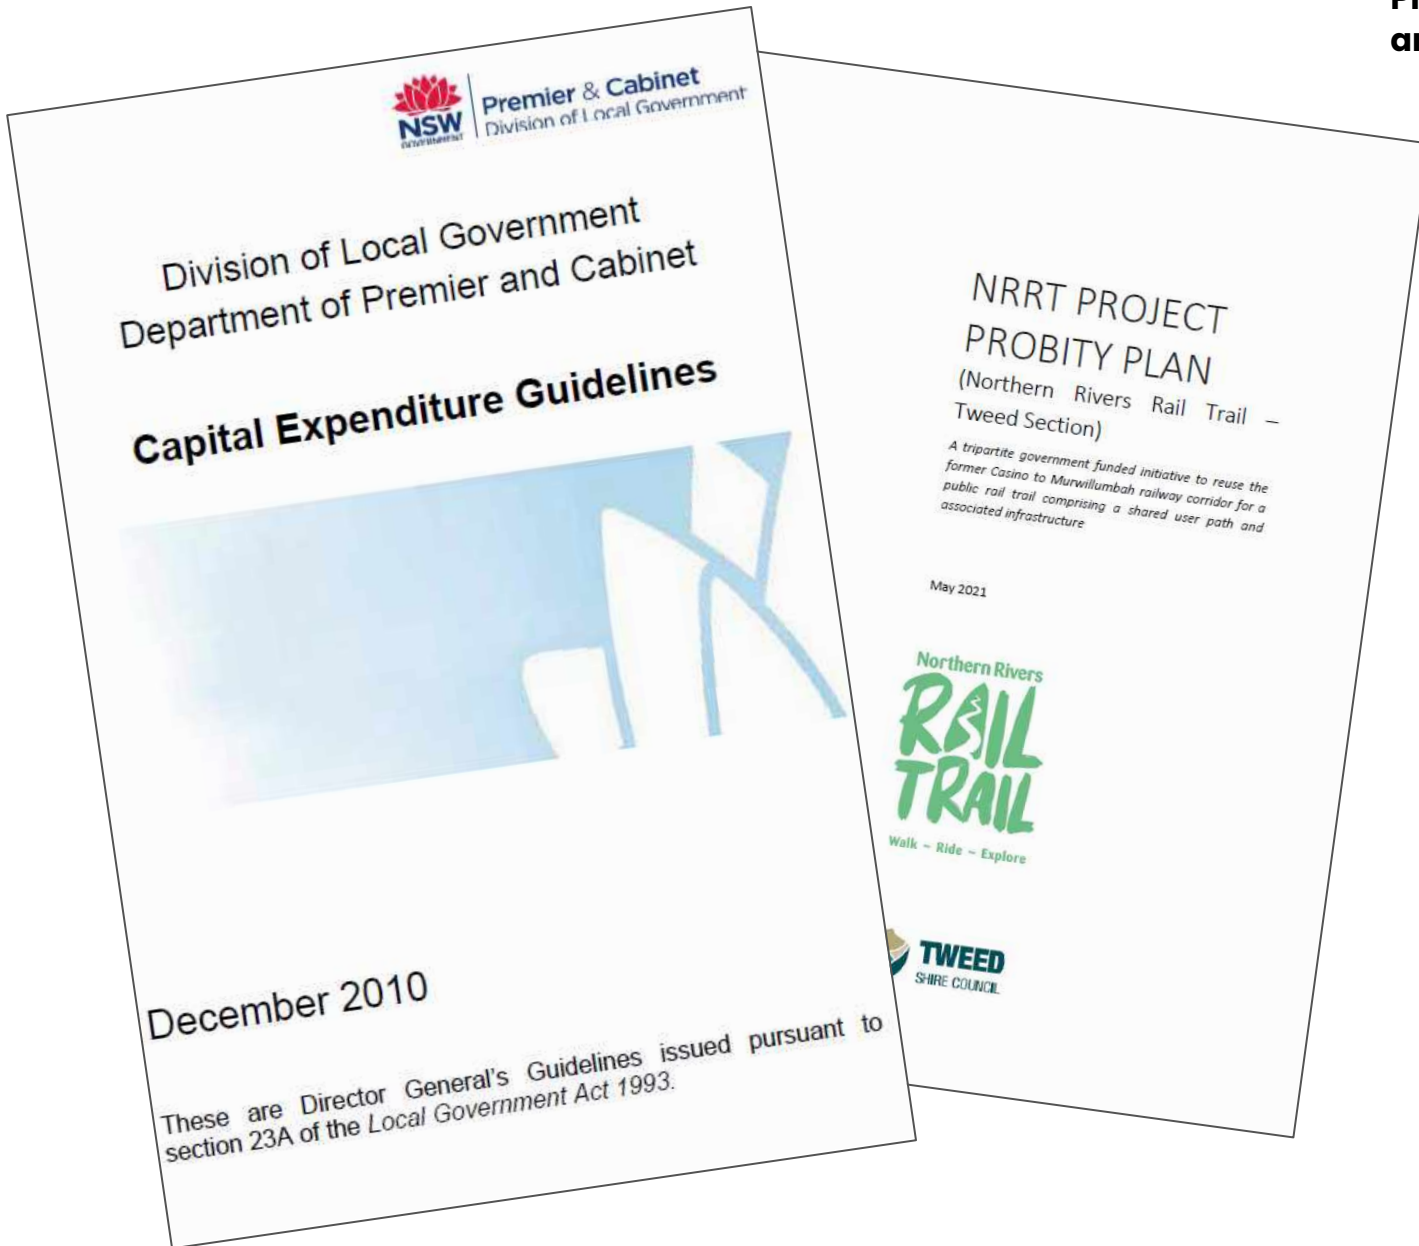 NSW
GOVERNMENT
Premier & Cabinet
Division of Local Government
Division of Local Government
Department of Premier and Cabinet
Capital Expenditure Guidelines
December 2010
These are Director General's Guidelines issued pursuant to
section 23A of the Local Government Act 1993.
NRRT PROJECT
PROBITY PLAN
(Northern Rivers Rail Trail –
Tweed Section)
A tripartite government funded initiative to reuse the
former Casino to Murwillumbah railway corridor for a
public rail trail comprising a shared user path and
associated infrastructure
May 2021
Northern Rivers
RAIL
TRAIL
Walk ~ Ride ~ Explore
TWEED
SHIRE COUNCIL